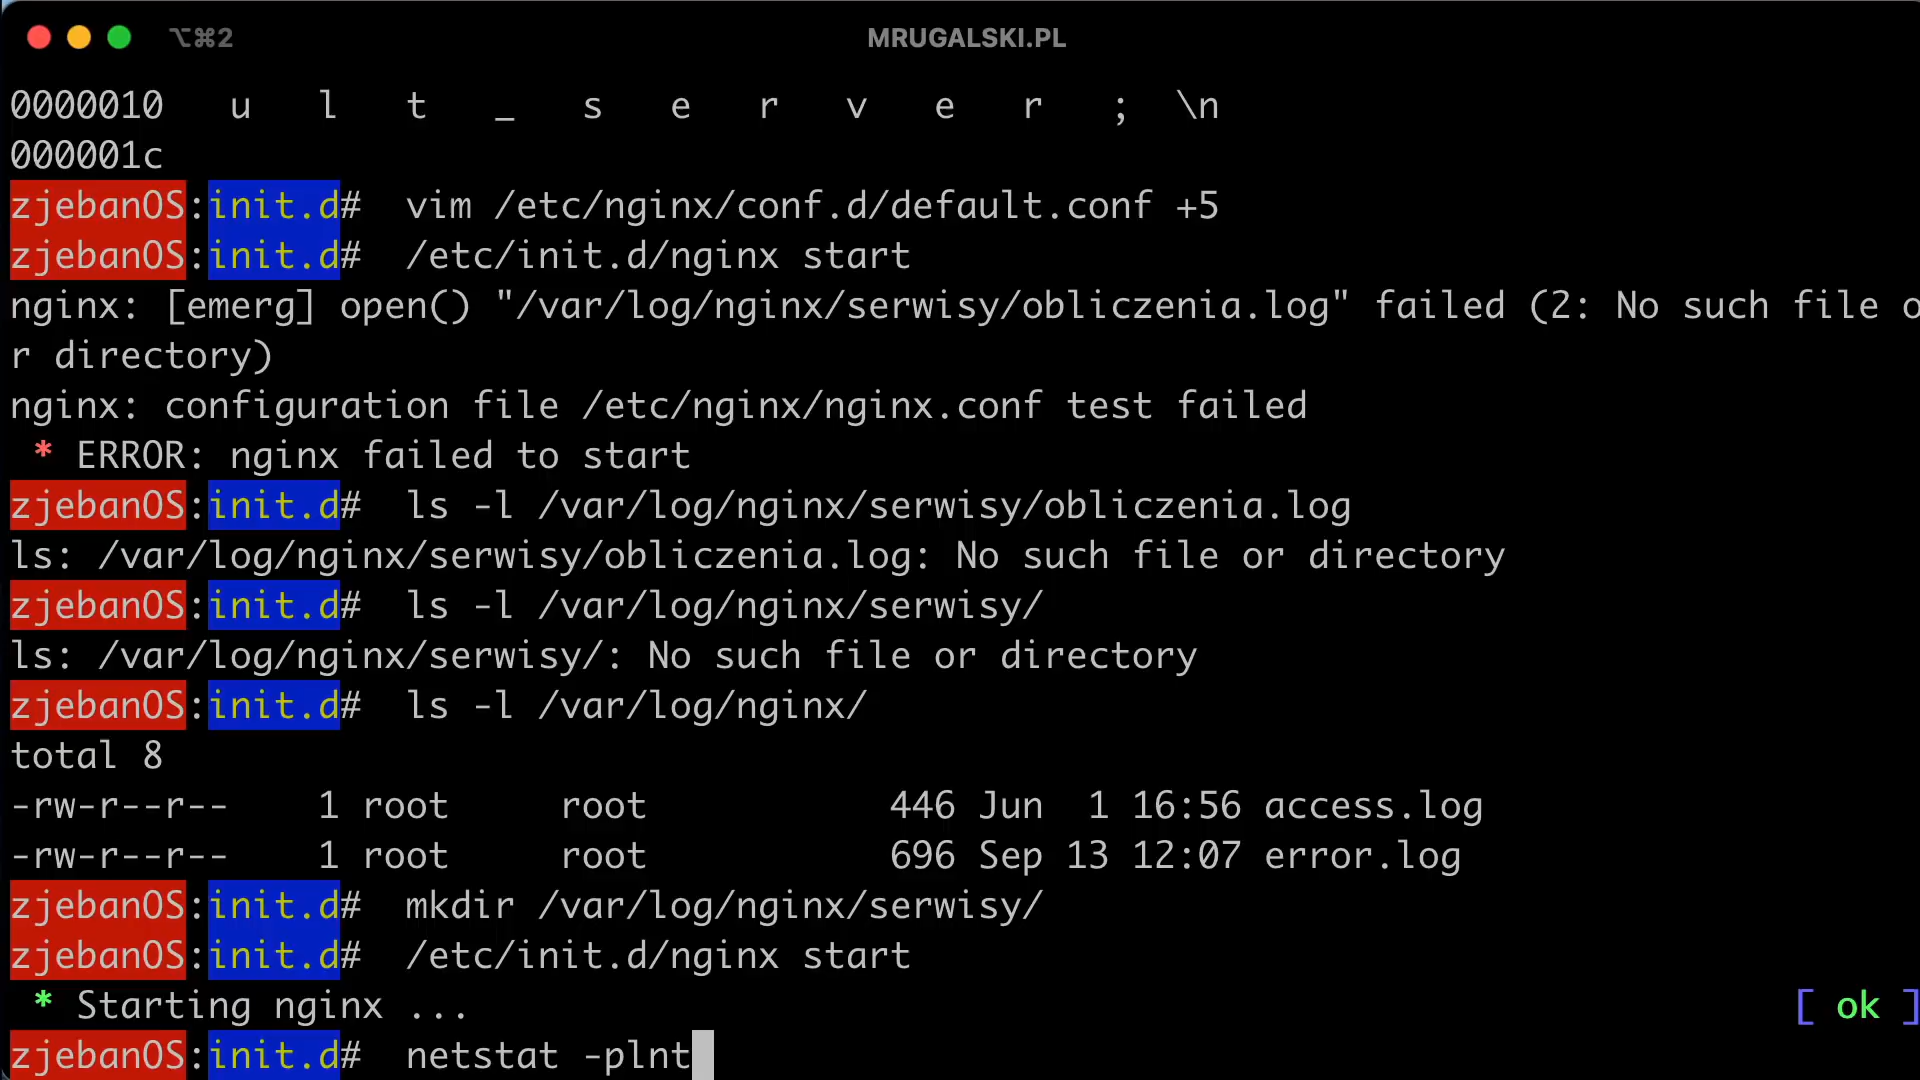 ⌥⌘2 MRUGALSKI.PL
0000010 u l t _ s e r v e r ; \n
000001c
zjebanOS:init.d# vim /etc/nginx/conf.d/default.conf +5
zjebanOS:init.d# /etc/init.d/nginx start
nginx: [emerg] open() "/var/log/nginx/serwisy/obliczenia.log" failed (2: No such file o
r directory)
nginx: configuration file /etc/nginx/nginx.conf test failed
* ERROR: nginx failed to start
zjebanOS:init.d# ls -l /var/log/nginx/serwisy/obliczenia.log
ls: /var/log/nginx/serwisy/obliczenia.log: No such file or directory
zjebanOS:init.d# ls -l /var/log/nginx/serwisy/
ls: /var/log/nginx/serwisy/: No such file or directory
zjebanOS:init.d# ls -l /var/log/nginx/
total 8
-rw-r--r-- 1 root root 446 Jun 1 16:56 access.log
-rw-r--r-- 1 root root 696 Sep 13 12:07 error.log
zjebanOS:init.d# mkdir /var/log/nginx/serwisy/
zjebanOS:init.d# /etc/init.d/nginx start
* Starting nginx ... [ ok ]
zjebanOS:init.d# netstat -plnt